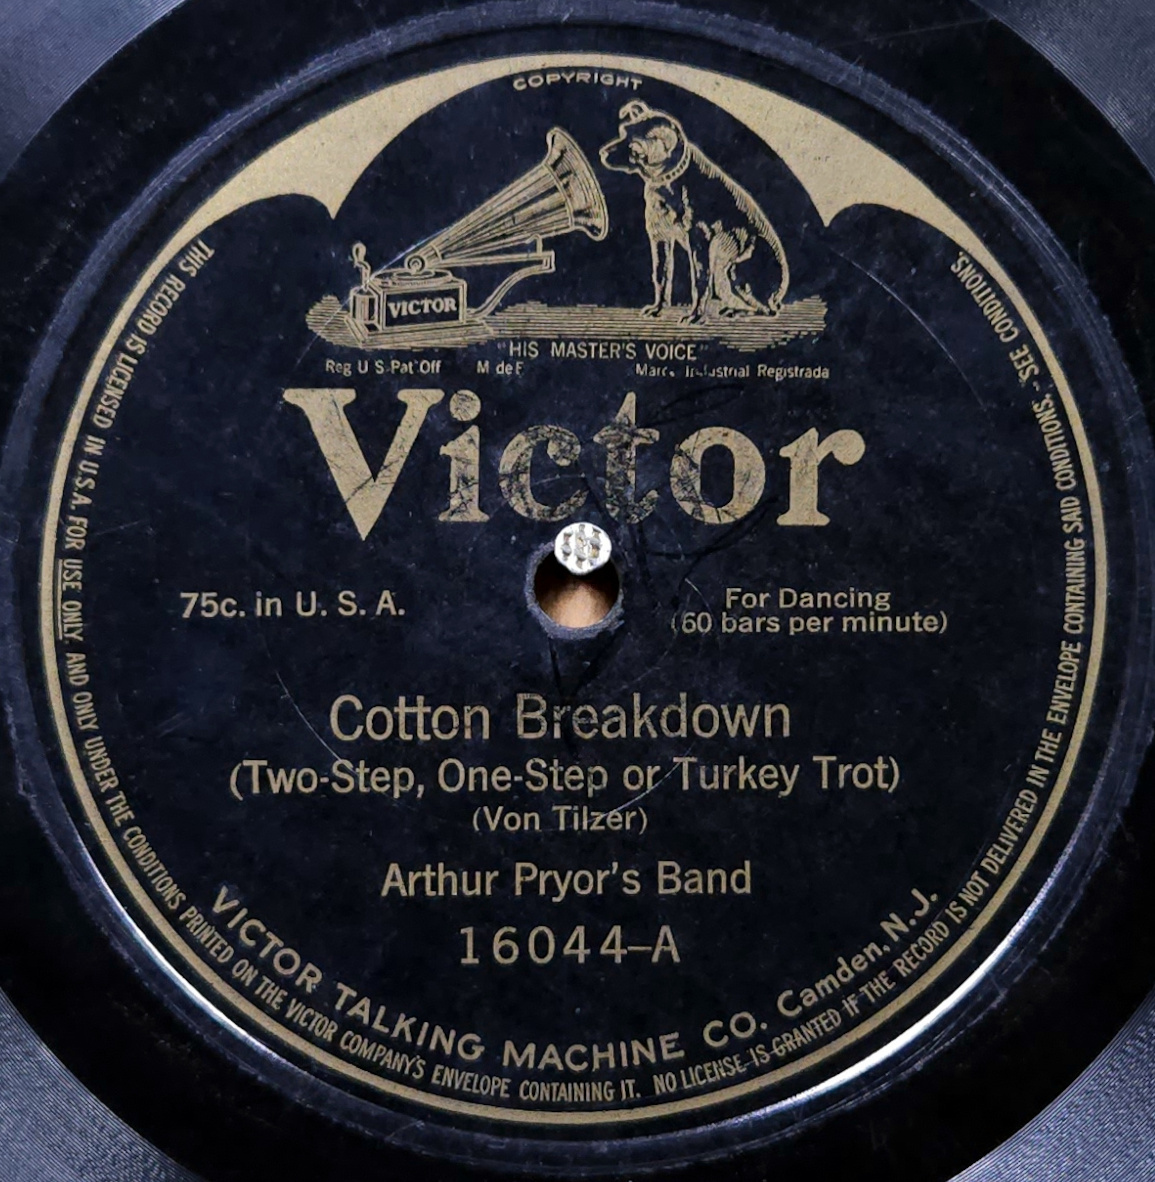 COPYRIGHT
VICTOR
"HIS MASTER'S VOICE"
Reg U S Pat Off M de F Industrial Registrada
Victor
75c. in U. S. A.
For Dancing
(60 bars per minute)
Cotton Breakdown
(Two-Step, One-Step or Turkey Trot)
(Von Tilzer)
Arthur Pryor's Band
16044-A
VICTOR TALKING MACHINE CO. Camden, N. J.
THIS RECORD IS LICENSED IN U.S.A. FOR USE ONLY, AND ONLY UNDER THE CONDITIONS PRINTED ON THE VICTOR COMPANY'S ENVELOPE CONTAINING IT. NO LICENSE IS GRANTED IF THE RECORD IS NOT DELIVERED IN THE ENVELOPE CONTAINING SAID CONDITIONS. SEE CONDITIONS.